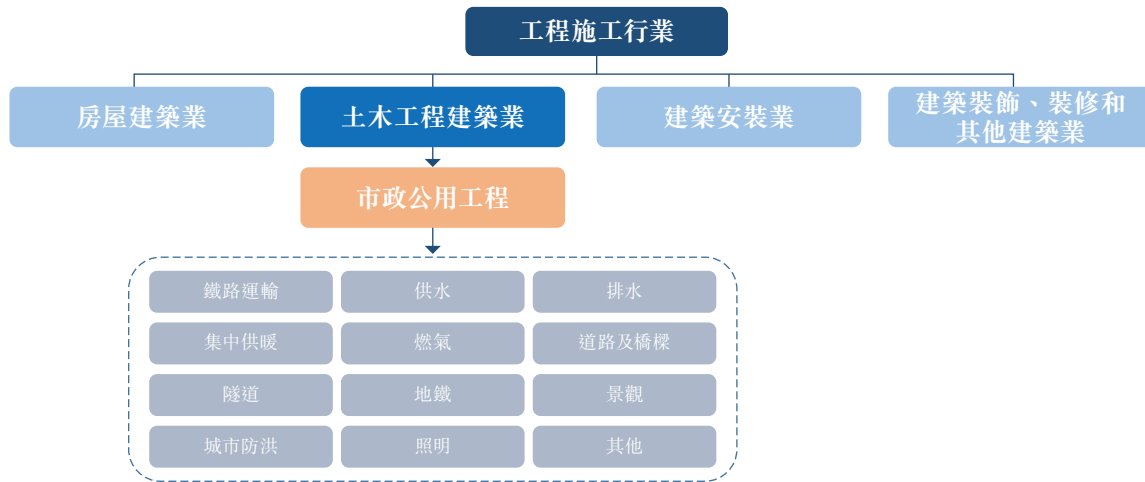 工程施工行業
房屋建築業
土木工程建築業
建築安裝業
建築裝飾、裝修和
其他建築業
市政公用工程
鐵路運輸
供水
排水
集中供暖
燃氣
道路及橋樑
隧道
地鐵
景觀
城市防洪
照明
其他